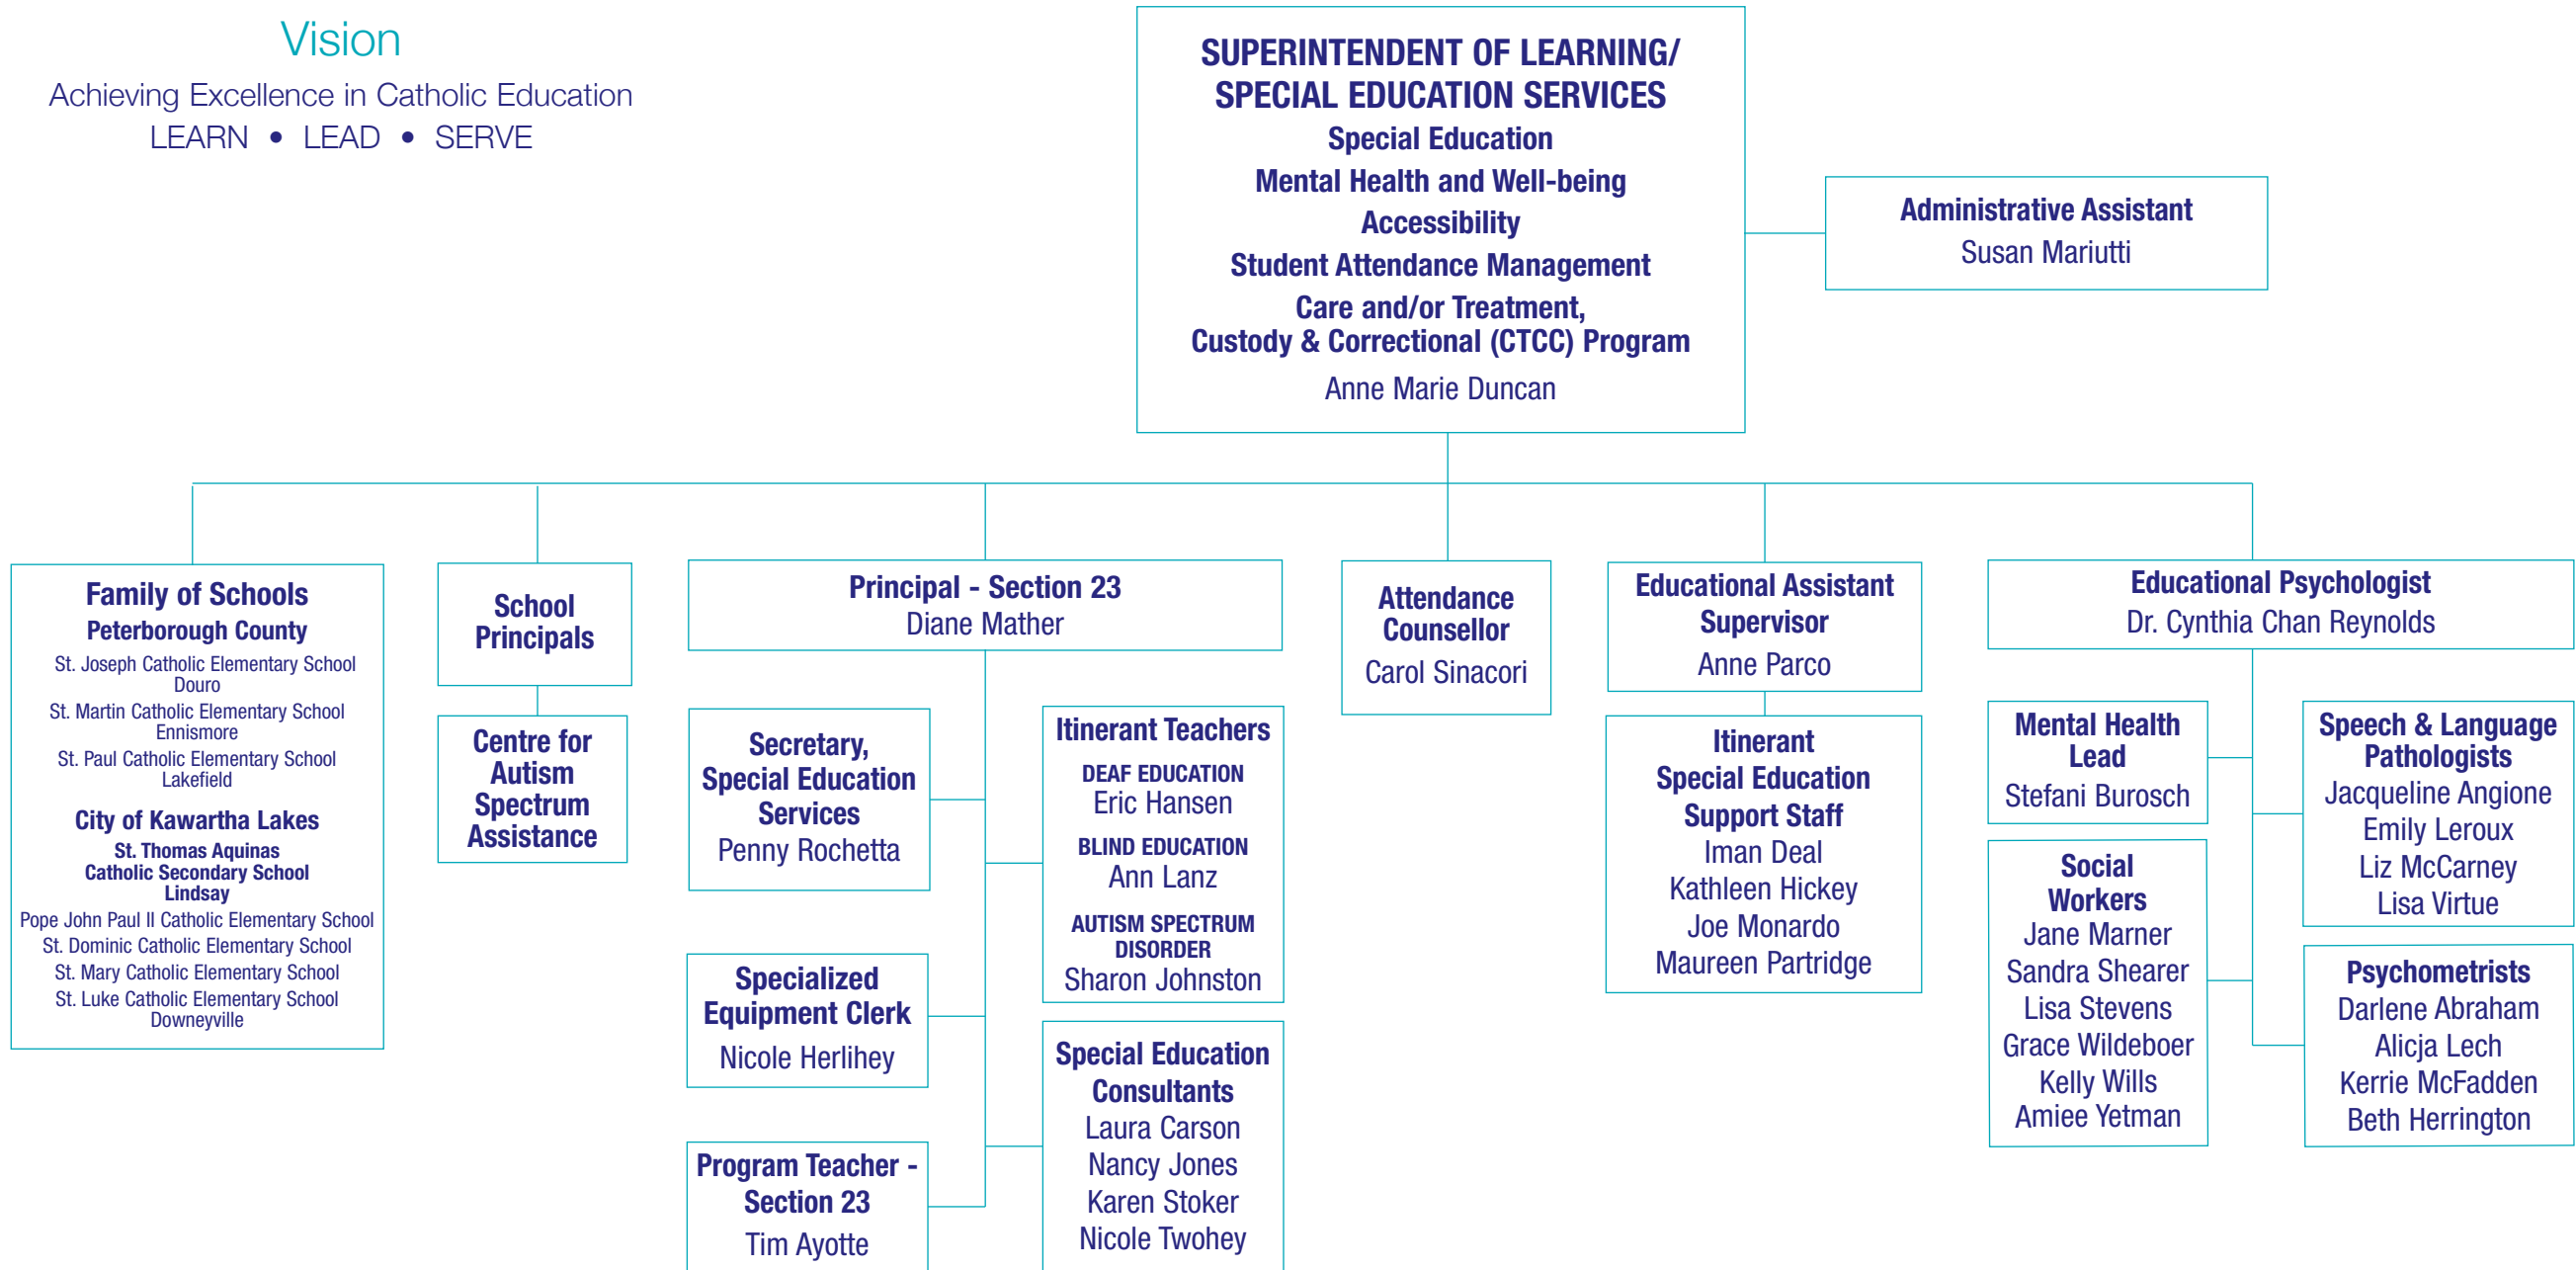 Vision
Achieving Excellence in Catholic Education
LEARN • LEAD • SERVE
SUPERINTENDENT OF LEARNING/
SPECIAL EDUCATION SERVICES
Special Education
Mental Health and Well-being
Accessibility
Student Attendance Management
Care and/or Treatment,
Custody & Correctional (CTCC) Program
Anne Marie Duncan
Administrative Assistant
Susan Mariutti
Family of Schools
Peterborough County
St. Joseph Catholic Elementary School
Douro
St. Martin Catholic Elementary School
Ennismore
St. Paul Catholic Elementary School
Lakefield
City of Kawartha Lakes
St. Thomas Aquinas
Catholic Secondary School
Lindsay
Pope John Paul II Catholic Elementary School
St. Dominic Catholic Elementary School
St. Mary Catholic Elementary School
St. Luke Catholic Elementary School
Downeyville
School
Principals
Centre for
Autism
Spectrum
Assistance
Principal - Section 23
Diane Mather
Secretary,
Special Education
Services
Penny Rochetta
Specialized
Equipment Clerk
Nicole Herlihey
Program Teacher -
Section 23
Tim Ayotte
Itinerant Teachers
DEAF EDUCATION
Eric Hansen
BLIND EDUCATION
Ann Lanz
AUTISM SPECTRUM
DISORDER
Sharon Johnston
Special Education
Consultants
Laura Carson
Nancy Jones
Karen Stoker
Nicole Twohey
Attendance
Counsellor
Carol Sinacori
Educational Assistant
Supervisor
Anne Parco
Itinerant
Special Education
Support Staff
Iman Deal
Kathleen Hickey
Joe Monardo
Maureen Partridge
Educational Psychologist
Dr. Cynthia Chan Reynolds
Mental Health
Lead
Stefani Burosch
Social
Workers
Jane Marner
Sandra Shearer
Lisa Stevens
Grace Wildeboer
Kelly Wills
Amiee Yetman
Speech & Language
Pathologists
Jacqueline Angione
Emily Leroux
Liz McCarney
Lisa Virtue
Psychometrists
Darlene Abraham
Alicja Lech
Kerrie McFadden
Beth Herrington